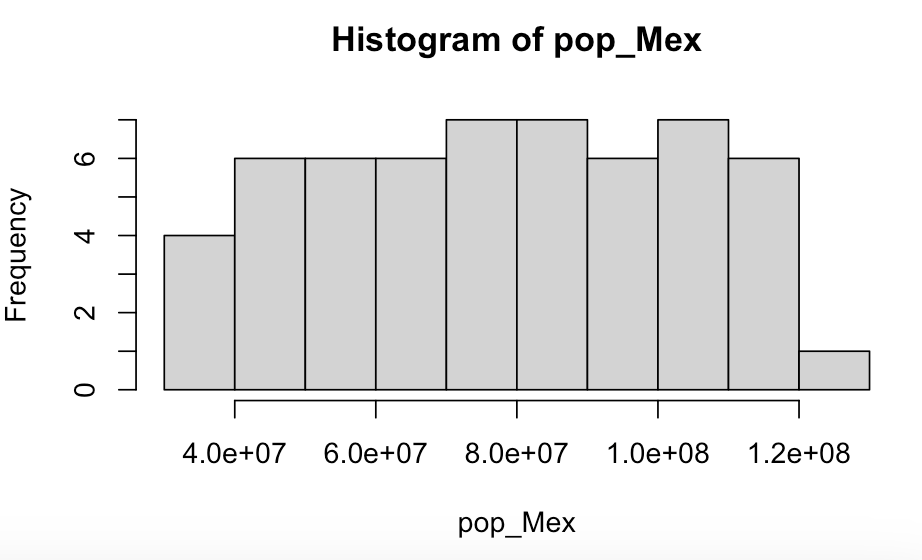 Histogram of pop_Mex
Frequency
6
4
2
0
4.0e+07 6.0e+07 8.0e+07 1.0e+08 1.2e+08
pop_Mex